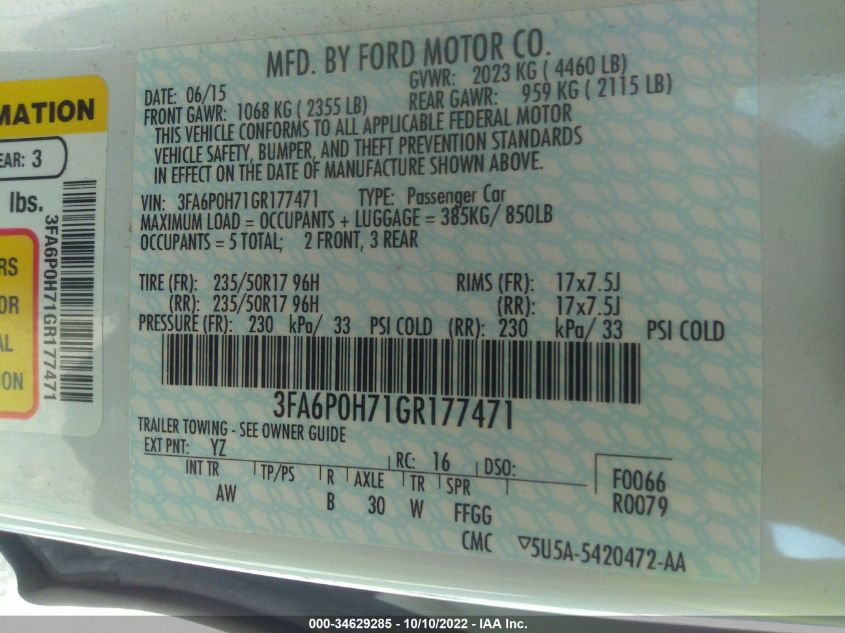 MFD. BY FORD MOTOR CO.
DATE: 06/15 GVWR: 2023 KG ( 4460 LB)
FRONT GAWR: 1068 KG ( 2355 LB) REAR GAWR: 959 KG ( 2115 LB)
THIS VEHICLE CONFORMS TO ALL APPLICABLE FEDERAL MOTOR
VEHICLE SAFETY, BUMPER, AND THEFT PREVENTION STANDARDS
IN EFFECT ON THE DATE OF MANUFACTURE SHOWN ABOVE.
VIN: 3FA6P0H71GR177471 TYPE: Passenger Car
MAXIMUM LOAD = OCCUPANTS + LUGGAGE = 385KG/ 850LB
OCCUPANTS = 5 TOTAL; 2 FRONT, 3 REAR
TIRE (FR): 235/50R17 96H RIMS (FR): 17x7.5J
(RR): 235/50R17 96H (RR): 17x7.5J
PRESSURE (FR): 230 kPa/ 33 PSI COLD (RR): 230 kPa/ 33 PSI COLD
3FA6P0H71GR177471
TRAILER TOWING - SEE OWNER GUIDE
EXT PNT: YZ RC: 16 DSO:
INT TR TP/PS R AXLE TR SPR
AW B 30 W FFGG
F0066
R0079
CMC ▽5U5A-5420472-AA
MATION
EAR: 3
lbs.
3FA6P0H71GR177471
RS
OR
AL
ION
000-34629285 - 10/10/2022 - IAA Inc.